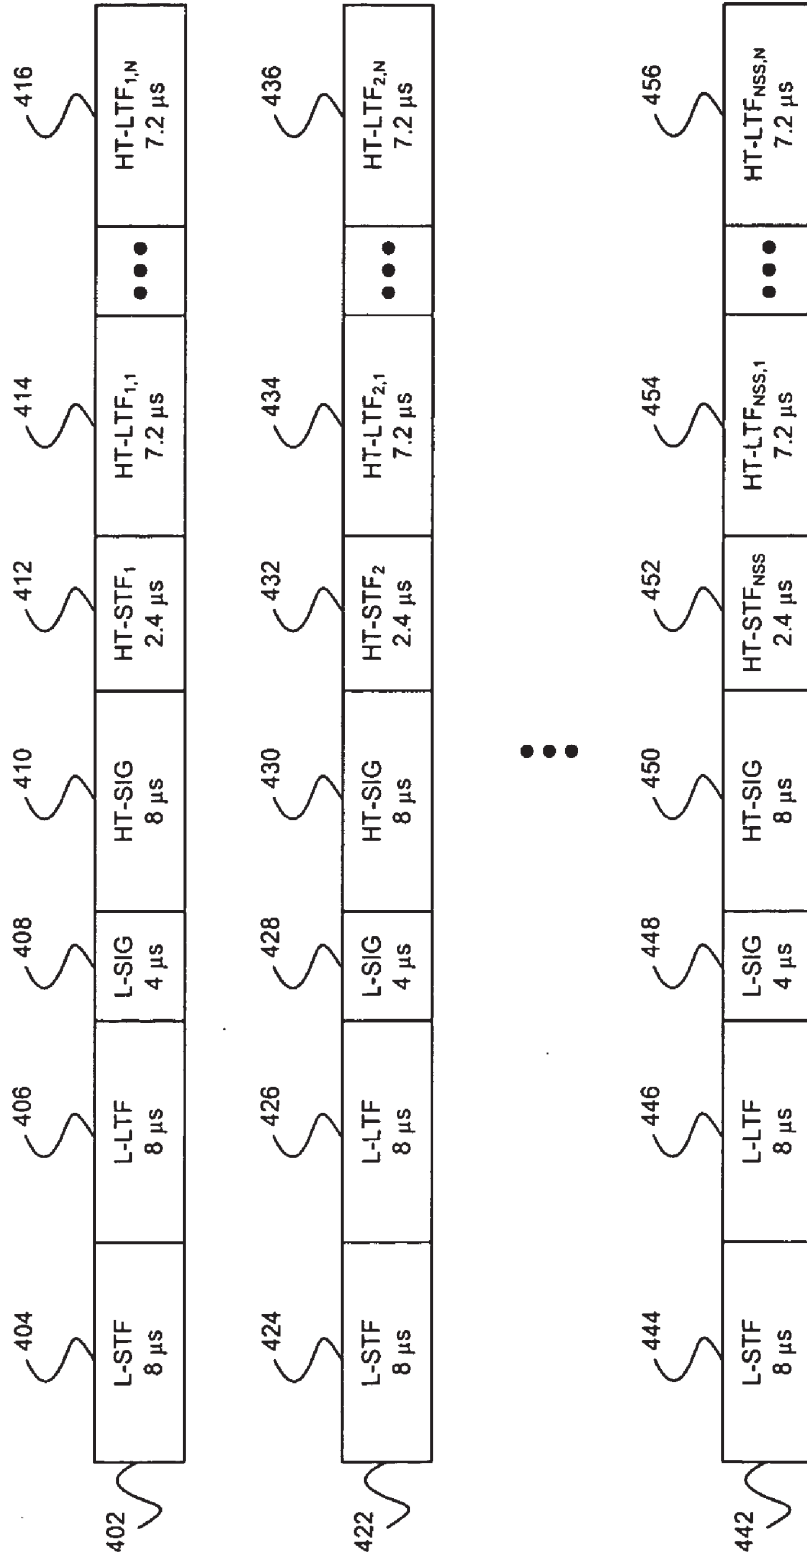 402
404
L-STF
8 µs
406
L-LTF
8 µs
408
L-SIG
4 µs
410
HT-SIG
8 µs
412
HT-STF1
2.4 µs
414
HT-LTF1,1
7.2 µs
416
HT-LTF1,N
7.2 µs
422
424
L-STF
8 µs
426
L-LTF
8 µs
428
L-SIG
4 µs
430
HT-SIG
8 µs
432
HT-STF2
2.4 µs
434
HT-LTF2,1
7.2 µs
436
HT-LTF2,N
7.2 µs
442
444
L-STF
8 µs
446
L-LTF
8 µs
448
L-SIG
4 µs
450
HT-SIG
8 µs
452
HT-STFNSS
2.4 µs
454
HT-LTFNSS,1
7.2 µs
456
HT-LTFNSS,N
7.2 µs